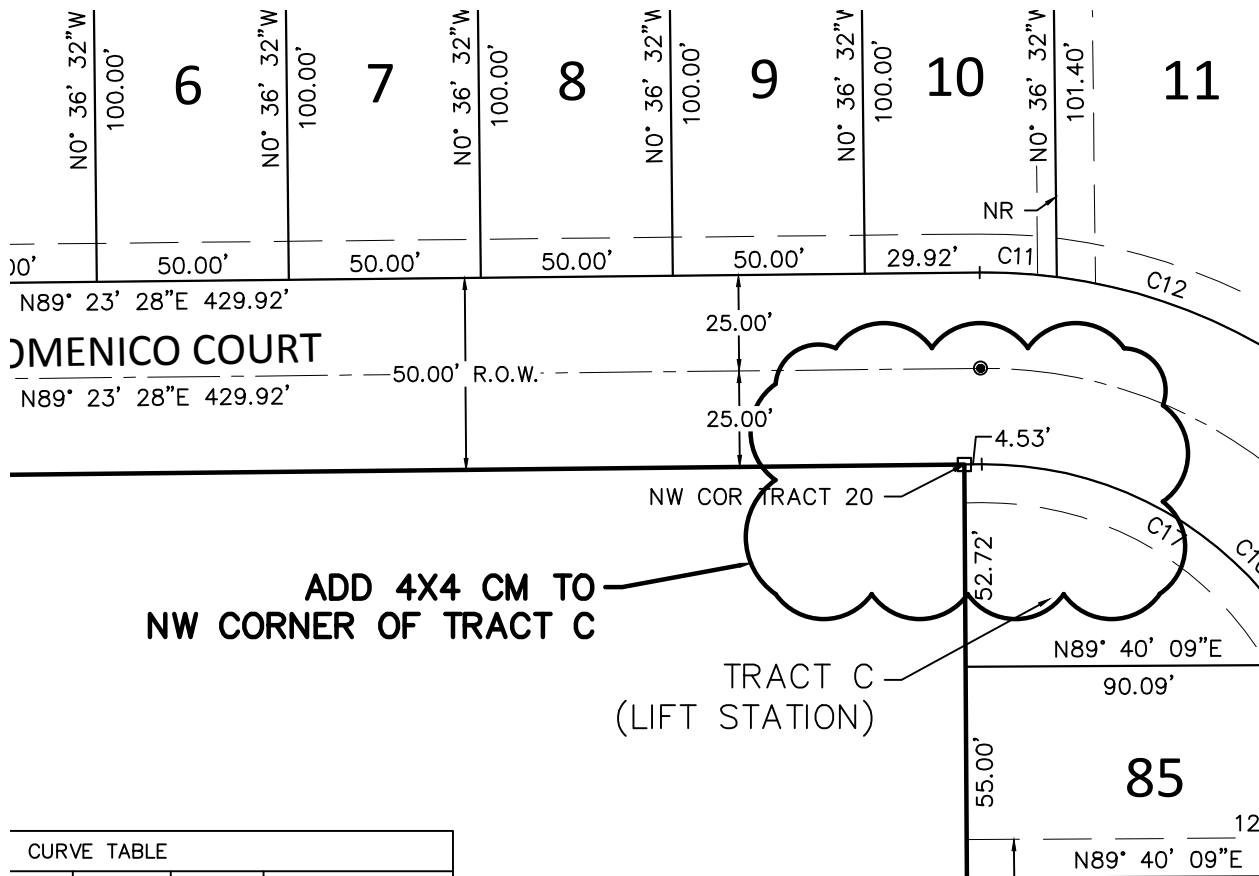 N0° 36' 32"W
100.00'
6
N0° 36' 32"W
100.00'
7
N0° 36' 32"W
100.00'
8
N0° 36' 32"W
100.00'
9
N0° 36' 32"W
100.00'
10
N0° 36' 32"W
101.40'
11
NR
00'
50.00'
50.00'
50.00'
50.00'
29.92'
C11
C12
N89° 23' 28"E 429.92'
OMENICO COURT
N89° 23' 28"E 429.92'
50.00' R.O.W.
25.00'
25.00'
4.53'
NW COR TRACT 20
C17
52.72'
ADD 4X4 CM TO
NW CORNER OF TRACT C
TRACT C
(LIFT STATION)
N89° 40' 09"E
90.09'
55.00'
85
12
N89° 40' 09"E
CURVE TABLE